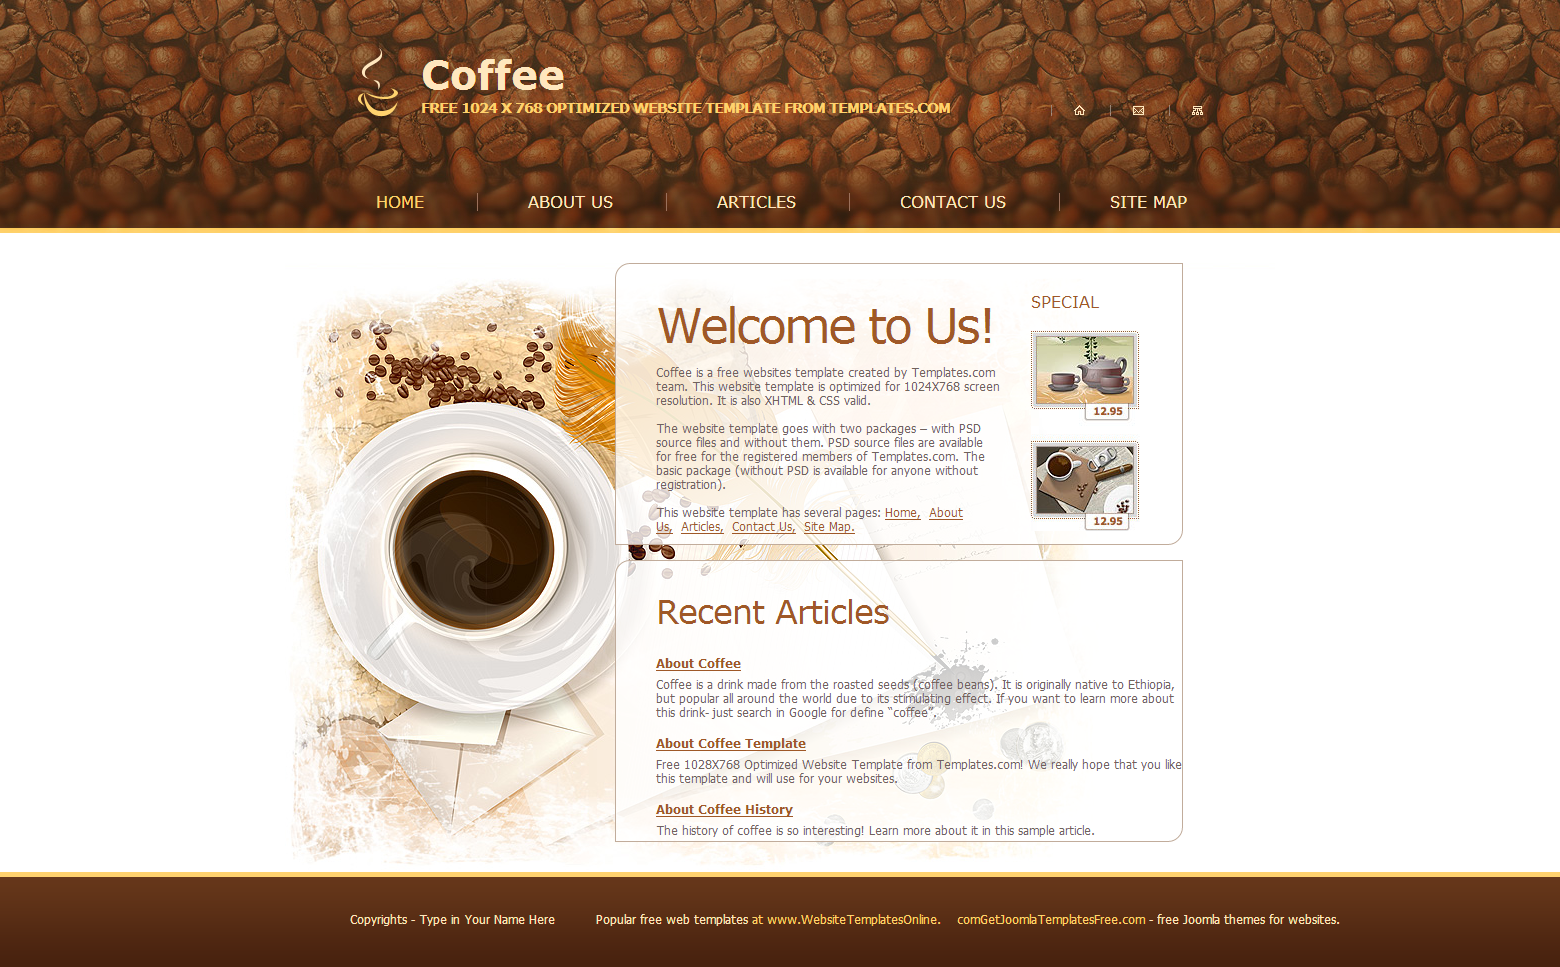 Coffee
FREE 1024 X 768 OPTIMIZED WEBSITE TEMPLATE FROM TEMPLATES.COM
HOME
ABOUT US
ARTICLES
CONTACT US
SITE MAP
Welcome to Us!
Coffee is a free websites template created by Templates.com
team. This website template is optimized for 1024X768 screen
resolution. It is also XHTML & CSS valid.
The website template goes with two packages – with PSD
source files and without them. PSD source files are available
for free for the registered members of Templates.com. The
basic package (without PSD is available for anyone without
registration).
This website template has several pages: Home, About
Us, Articles, Contact Us, Site Map.
SPECIAL
12.95
12.95
Recent Articles
About Coffee
Coffee is a drink made from the roasted seeds (coffee beans). It is originally native to Ethiopia,
but popular all around the world due to its stimulating effect. If you want to learn more about
this drink- just search in Google for define “coffee”.
About Coffee Template
Free 1028X768 Optimized Website Template from Templates.com! We really hope that you like
this template and will use for your websites.
About Coffee History
The history of coffee is so interesting! Learn more about it in this sample article.
Copyrights - Type in Your Name Here
Popular free web templates at www.WebsiteTemplatesOnline. comGetJoomlaTemplatesFree.com - free Joomla themes for websites.